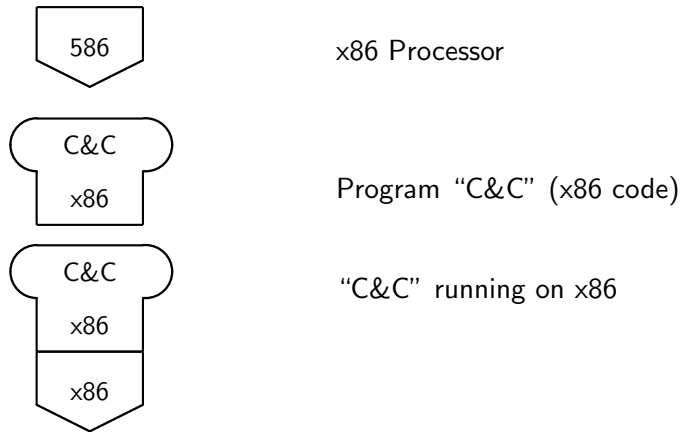 586
x86 Processor
C&C
x86
Program “C&C” (x86 code)
C&C
x86
x86
“C&C” running on x86